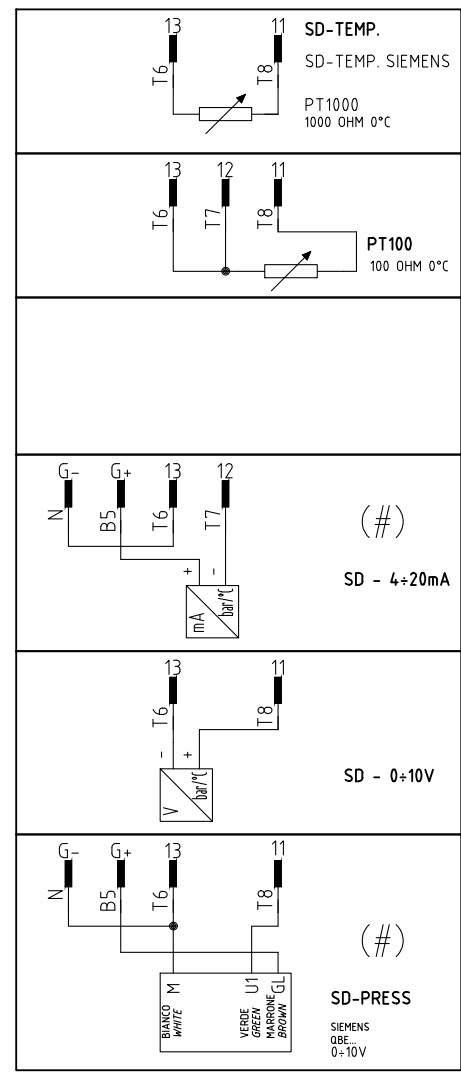 13 11 SD-TEMP.
T6 T8 SD-TEMP. SIEMENS
PT1000
1000 OHM 0°C
13 12 11
T6 T7 T8
PT100
100 OHM 0°C
G- G+ 13 12
N B5 T6 T7
(#)
+ -
mA bar/°C
SD - 4÷20mA
13 11
T6 T8
- +
V bar/°C
SD - 0÷10V
G- G+ 13 11
N B5 T6 T8
(#)
M U1 GL
BIANCO
WHITE
VERDE
GREEN
MARRONE
BROWN
SD-PRESS
SIEMENS
QBE...
0÷10V